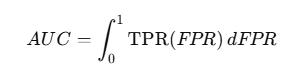 AUC = ∫₀¹ TPR(FPR) dFPR